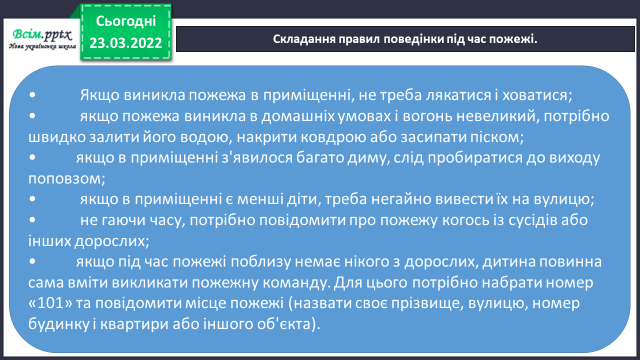 Всім.pptx
Нова українська школа
Сьогодні
23.03.2022
Складання правил поведінки під час пожежі.
• Якщо виникла пожежа в приміщенні, не треба лякатися і ховатися;
• якщо пожежа виникла в домашніх умовах і вогонь невеликий, потрібно
швидко залити його водою, накрити ковдрою або засипати піском;
• якщо в приміщенні з'явилося багато диму, слід пробиратися до виходу
поповзом;
• якщо в приміщенні є менші діти, треба негайно вивести їх на вулицю;
• не гаючи часу, потрібно повідомити про пожежу когось із сусідів або
інших дорослих;
• якщо під час пожежі поблизу немає нікого з дорослих, дитина повинна
сама вміти викликати пожежну команду. Для цього потрібно набрати номер
«101» та повідомити місце пожежі (назвати своє прізвище, вулицю, номер
будинку і квартири або іншого об'єкта).